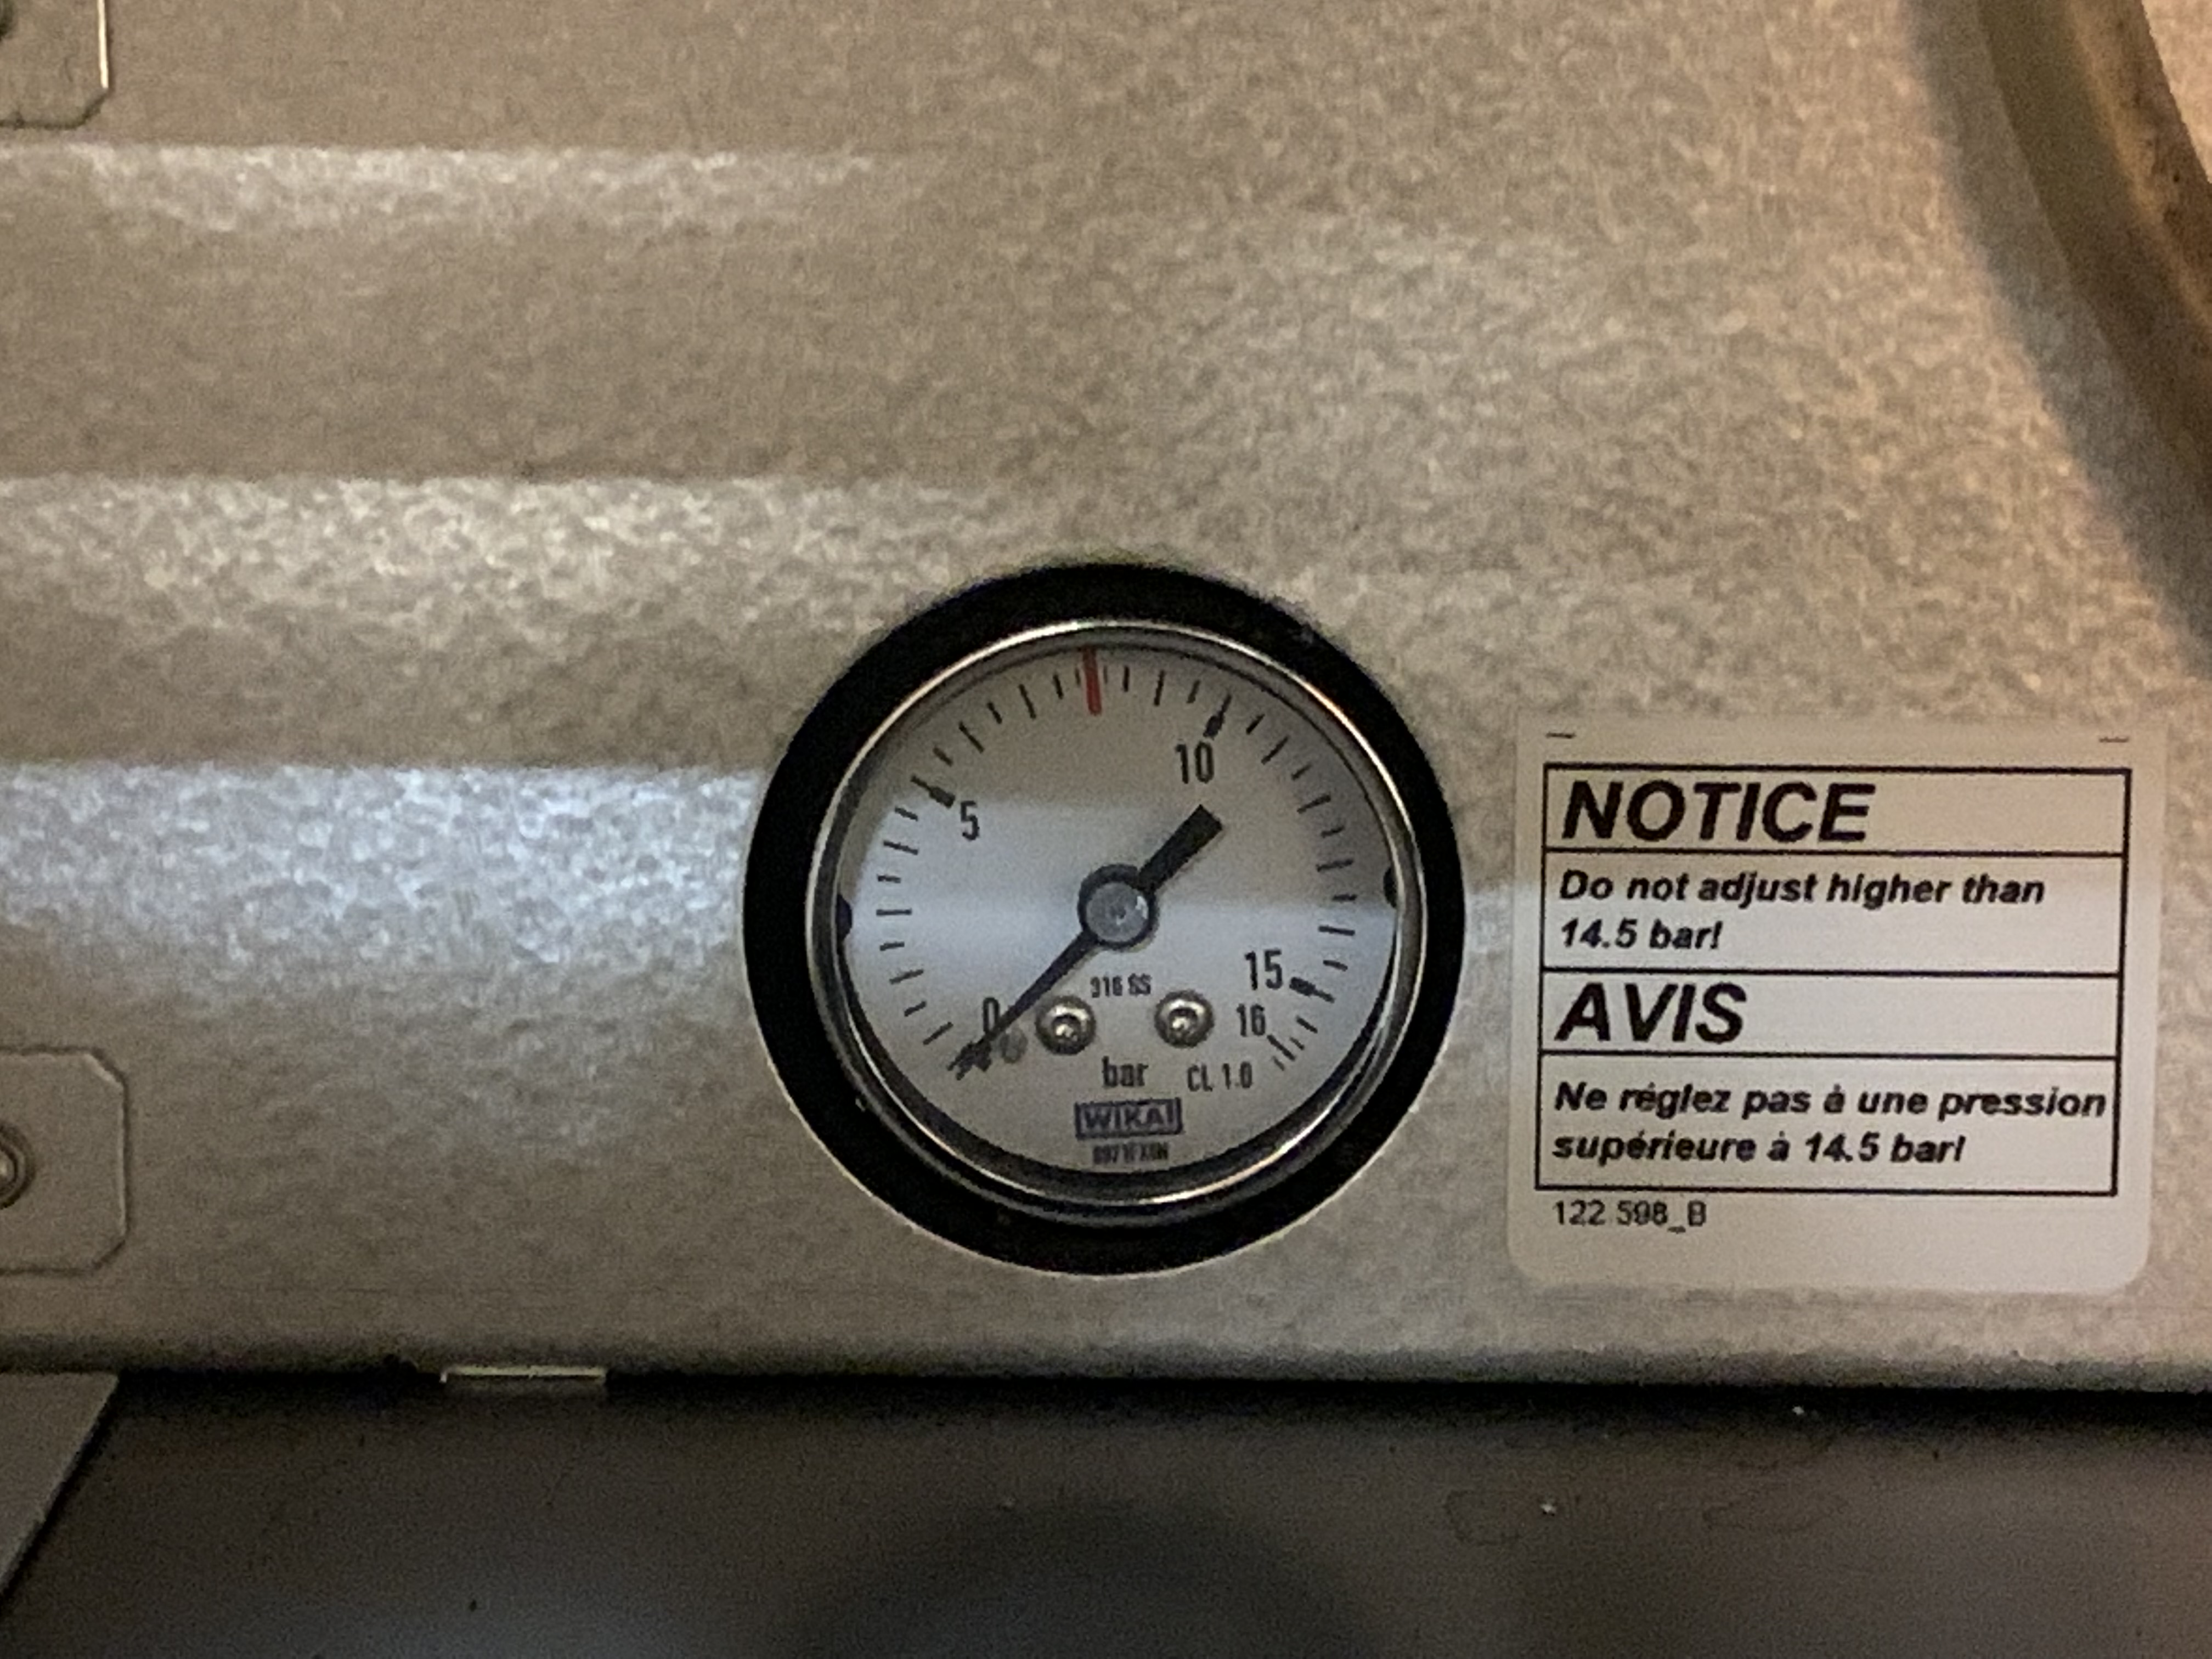 5
10
15
0
16
316 SS
bar
CL 1.0
WIKAI
NOTICE
Do not adjust higher than
14.5 bar!
AVIS
Ne réglez pas à une pression
supérieure à 14.5 bar!
122 598_B